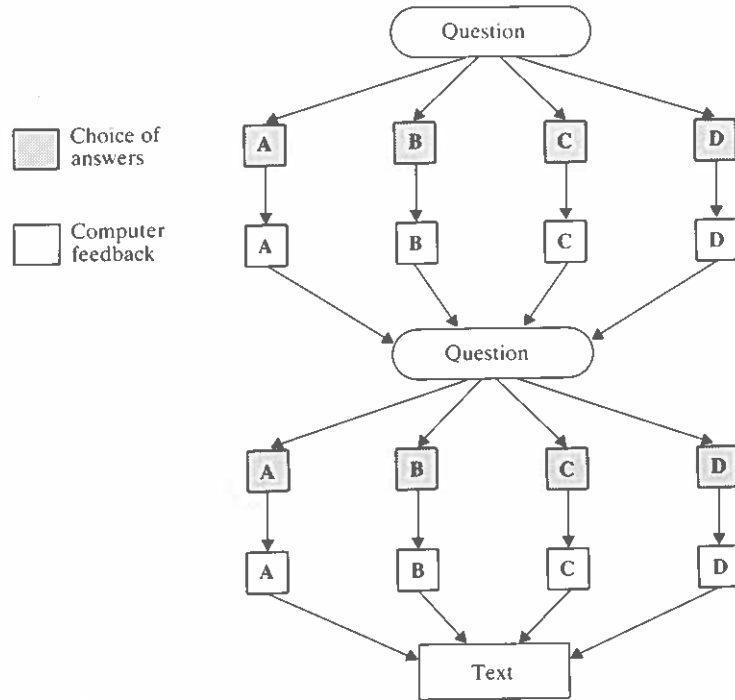 Question
Choice of
answers
A B C D
Computer
feedback
A B C D
Question
A B C D
A B C D
Text